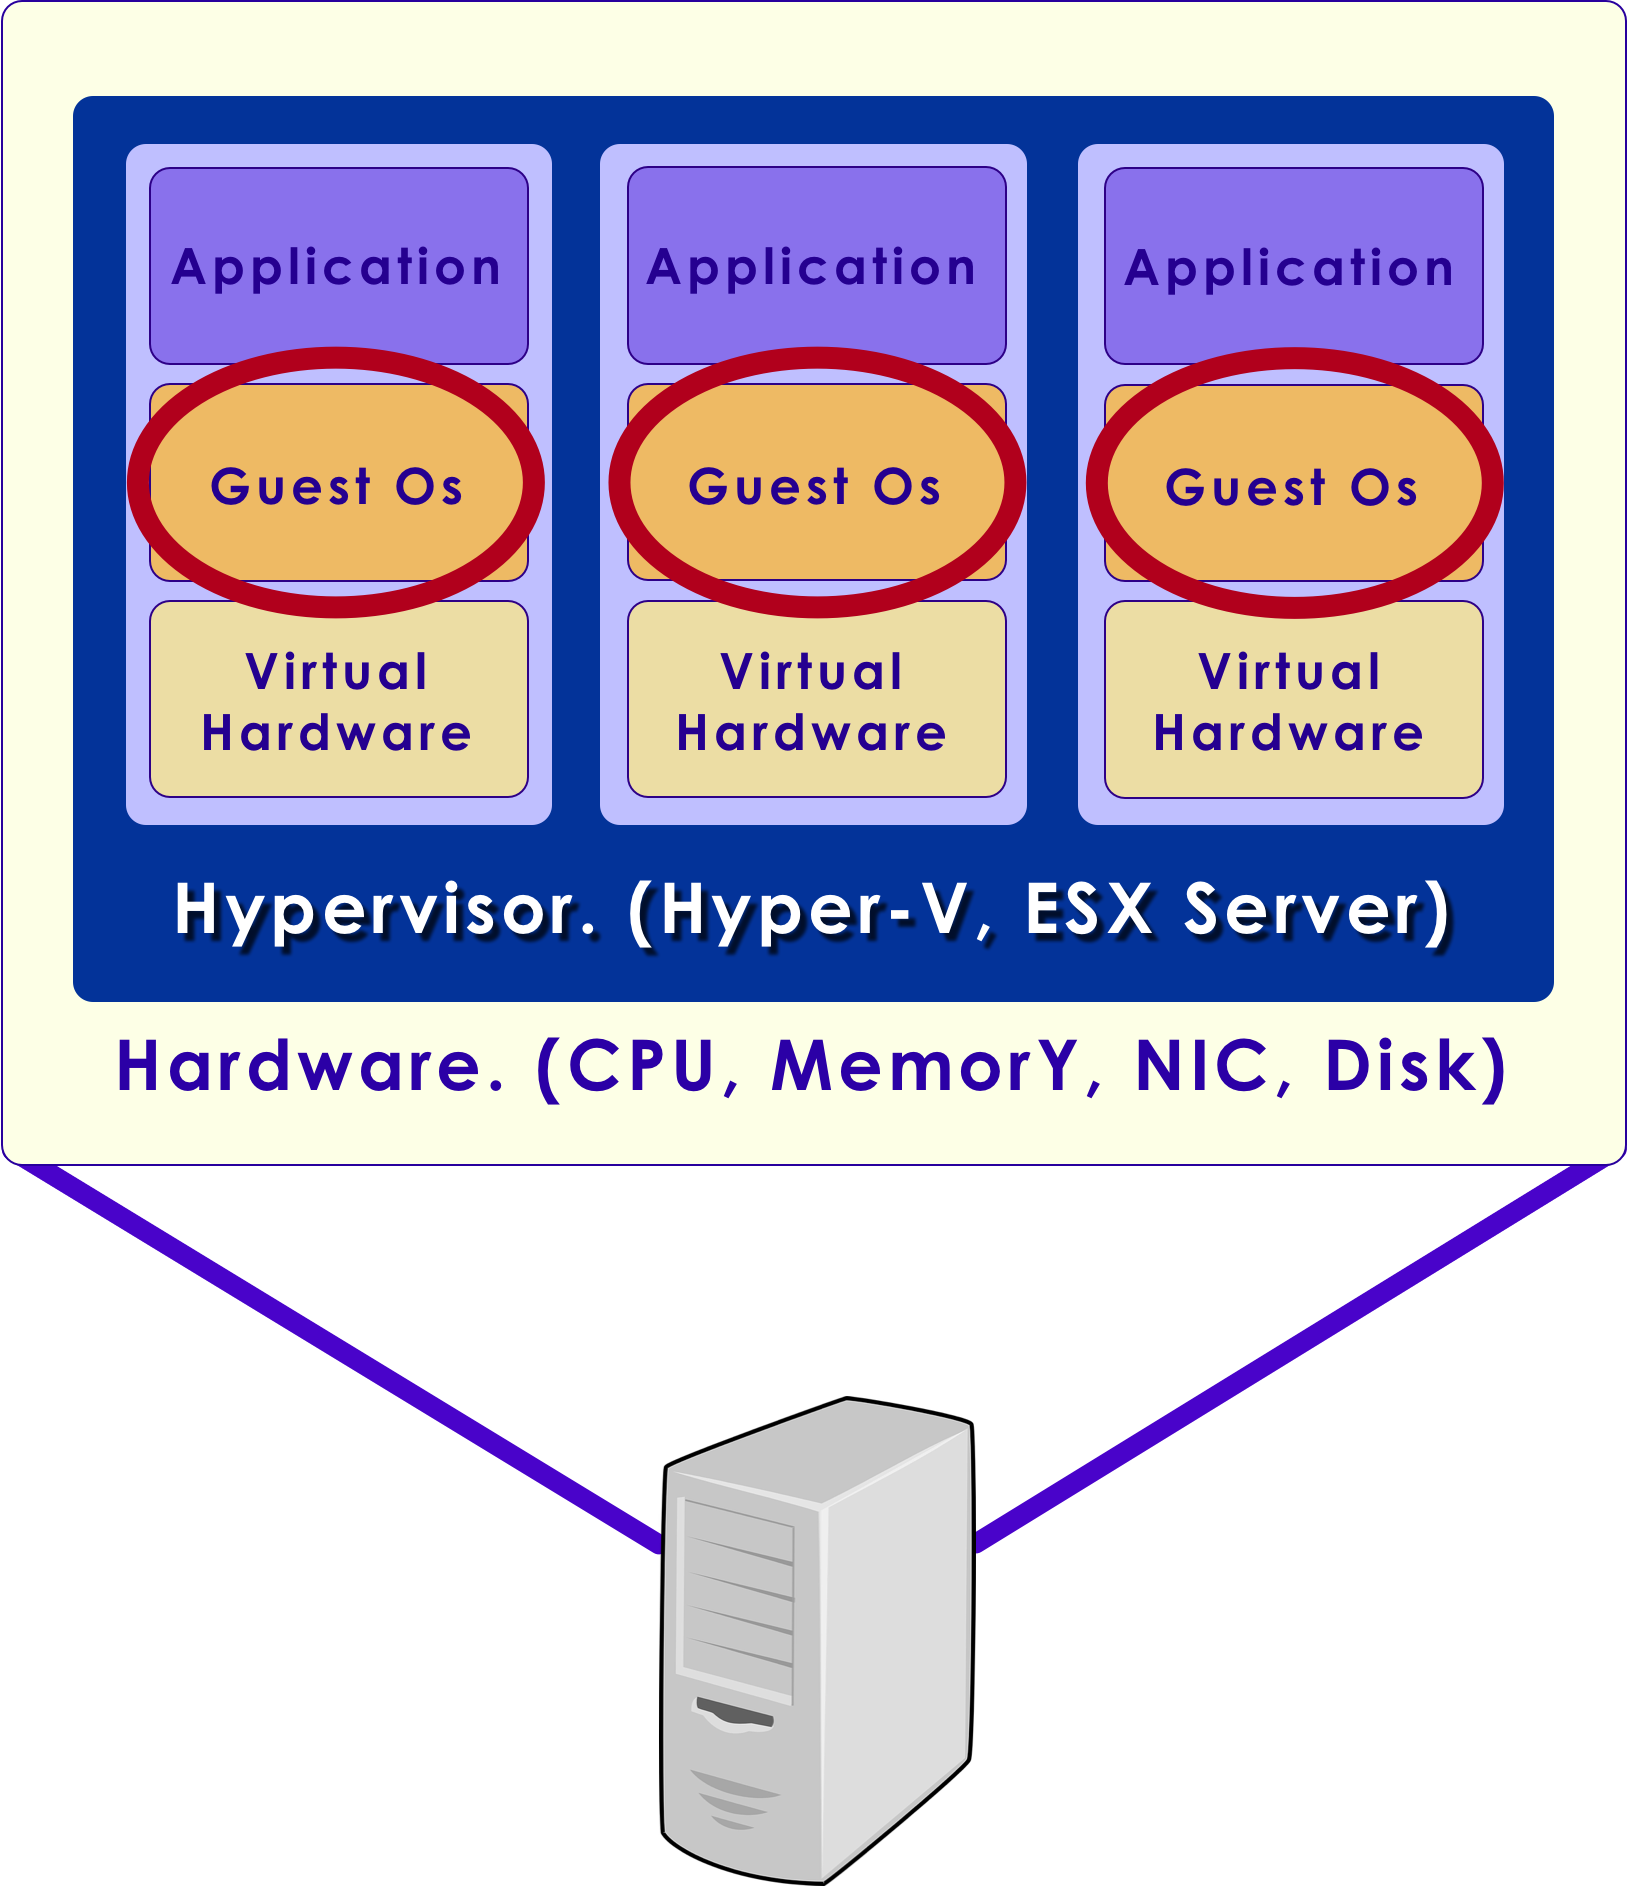 Application
Application
Application
Guest Os
Guest Os
Guest Os
Virtual
Hardware
Virtual
Hardware
Virtual
Hardware
Hypervisor. (Hyper-V, ESX Server)
Hardware. (CPU, MemorY, NIC, Disk)